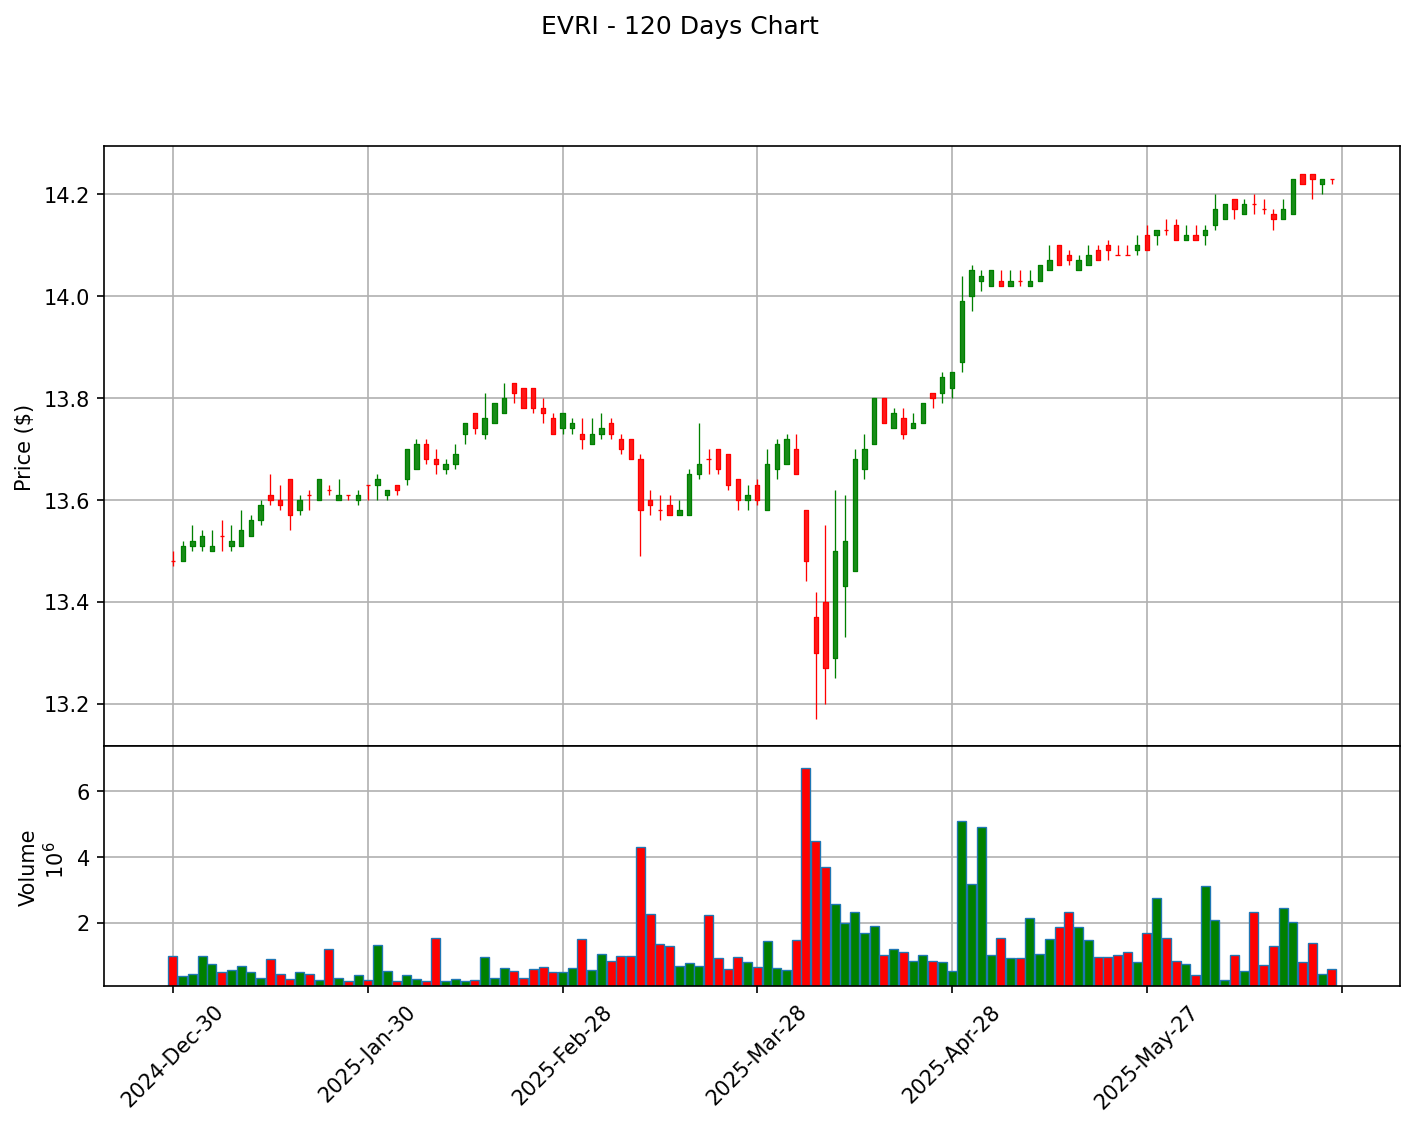 EVRI - 120 Days Chart
14.2
14.0
13.8
13.6
13.4
13.2
Price ($)
6
4
2
Volume
10⁶
2024-Dec-30
2025-Jan-30
2025-Feb-28
2025-Mar-28
2025-Apr-28
2025-May-27